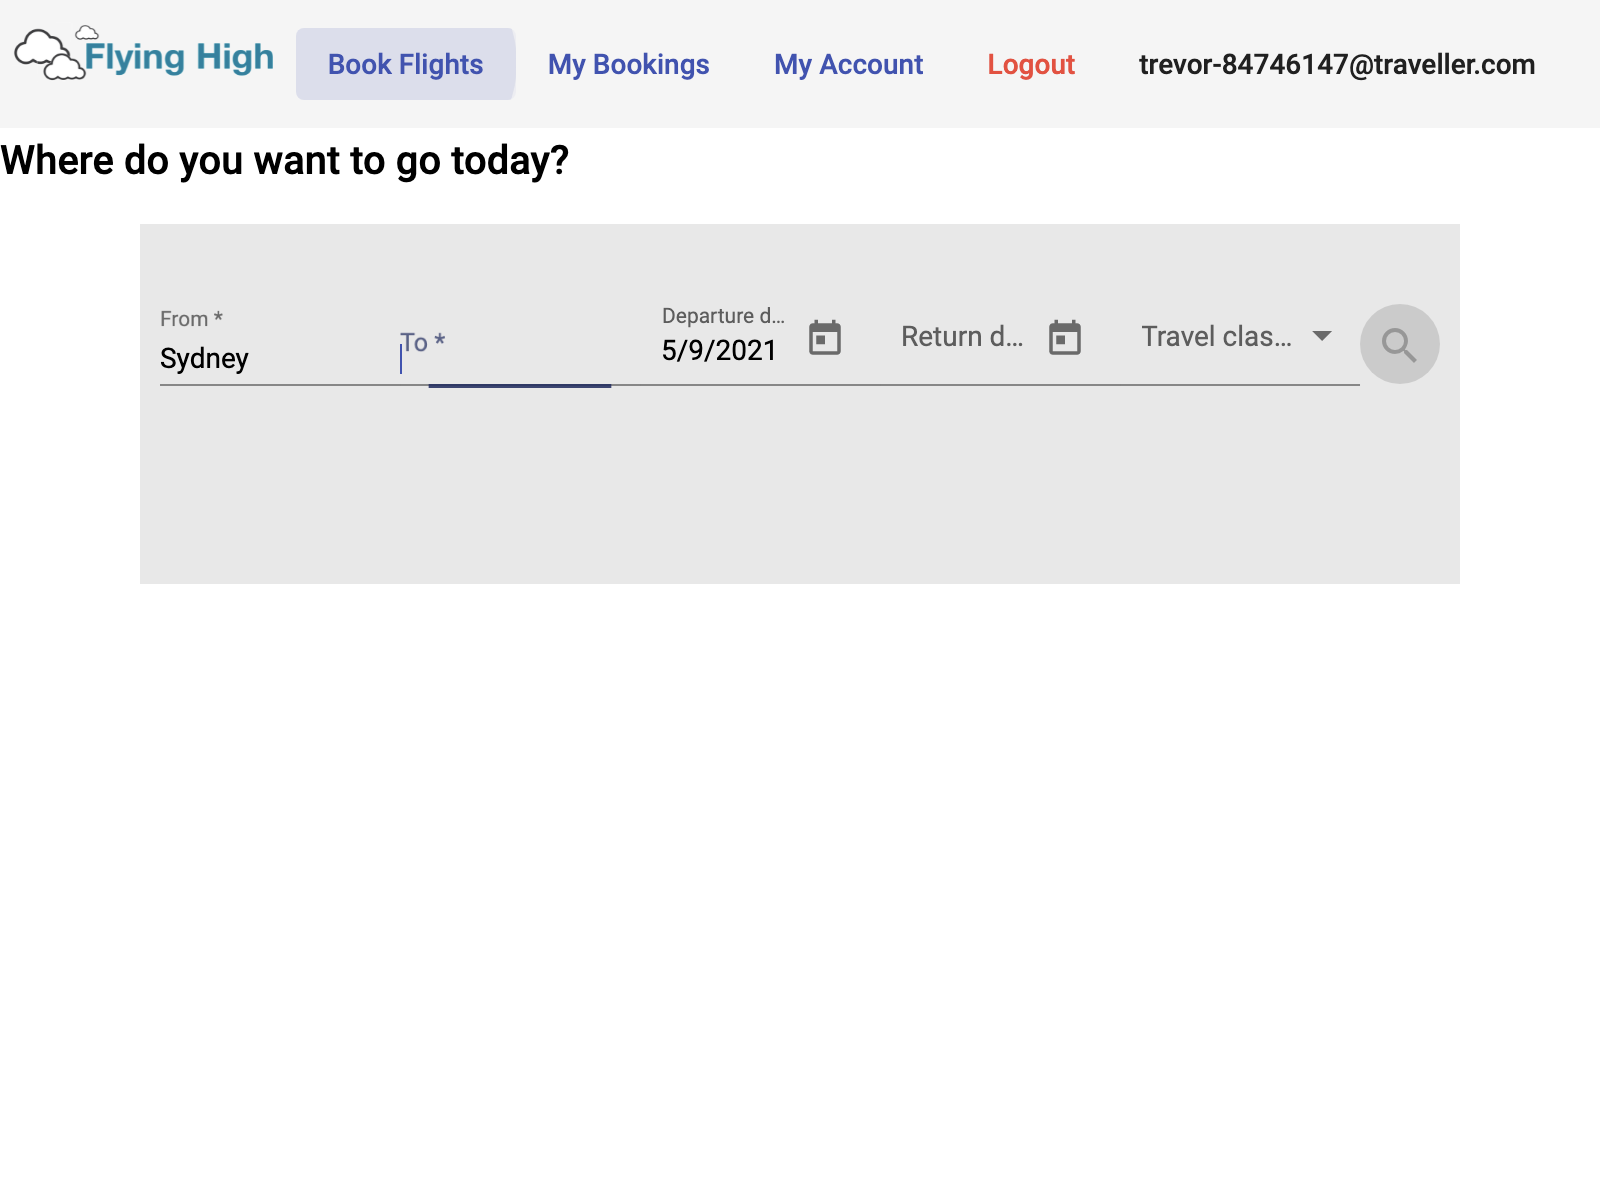 Flying High
Book Flights
My Bookings
My Account
Logout
trevor-84746147@traveller.com
Where do you want to go today?
From *
Sydney
To *
Departure d...
5/9/2021
Return d...
Travel clas...